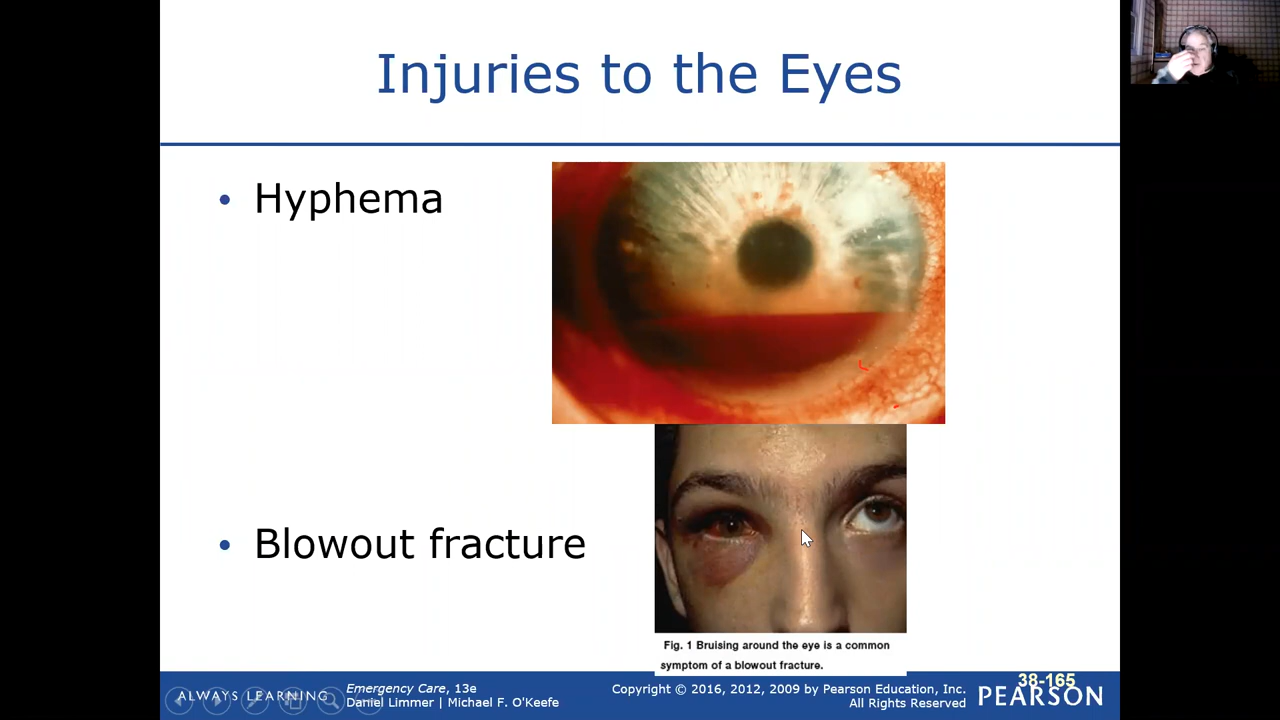 Injuries to the Eyes
• Hyphema
• Blowout fracture
Fig. 1 Bruising around the eye is a common
symptom of a blowout fracture.
ALWAYS LEARNING
Emergency Care, 13e
Daniel Limmer | Michael F. O'Keefe
Copyright © 2016, 2012, 2009 by Pearson Education, Inc.
All Rights Reserved
38-165
PEARSON